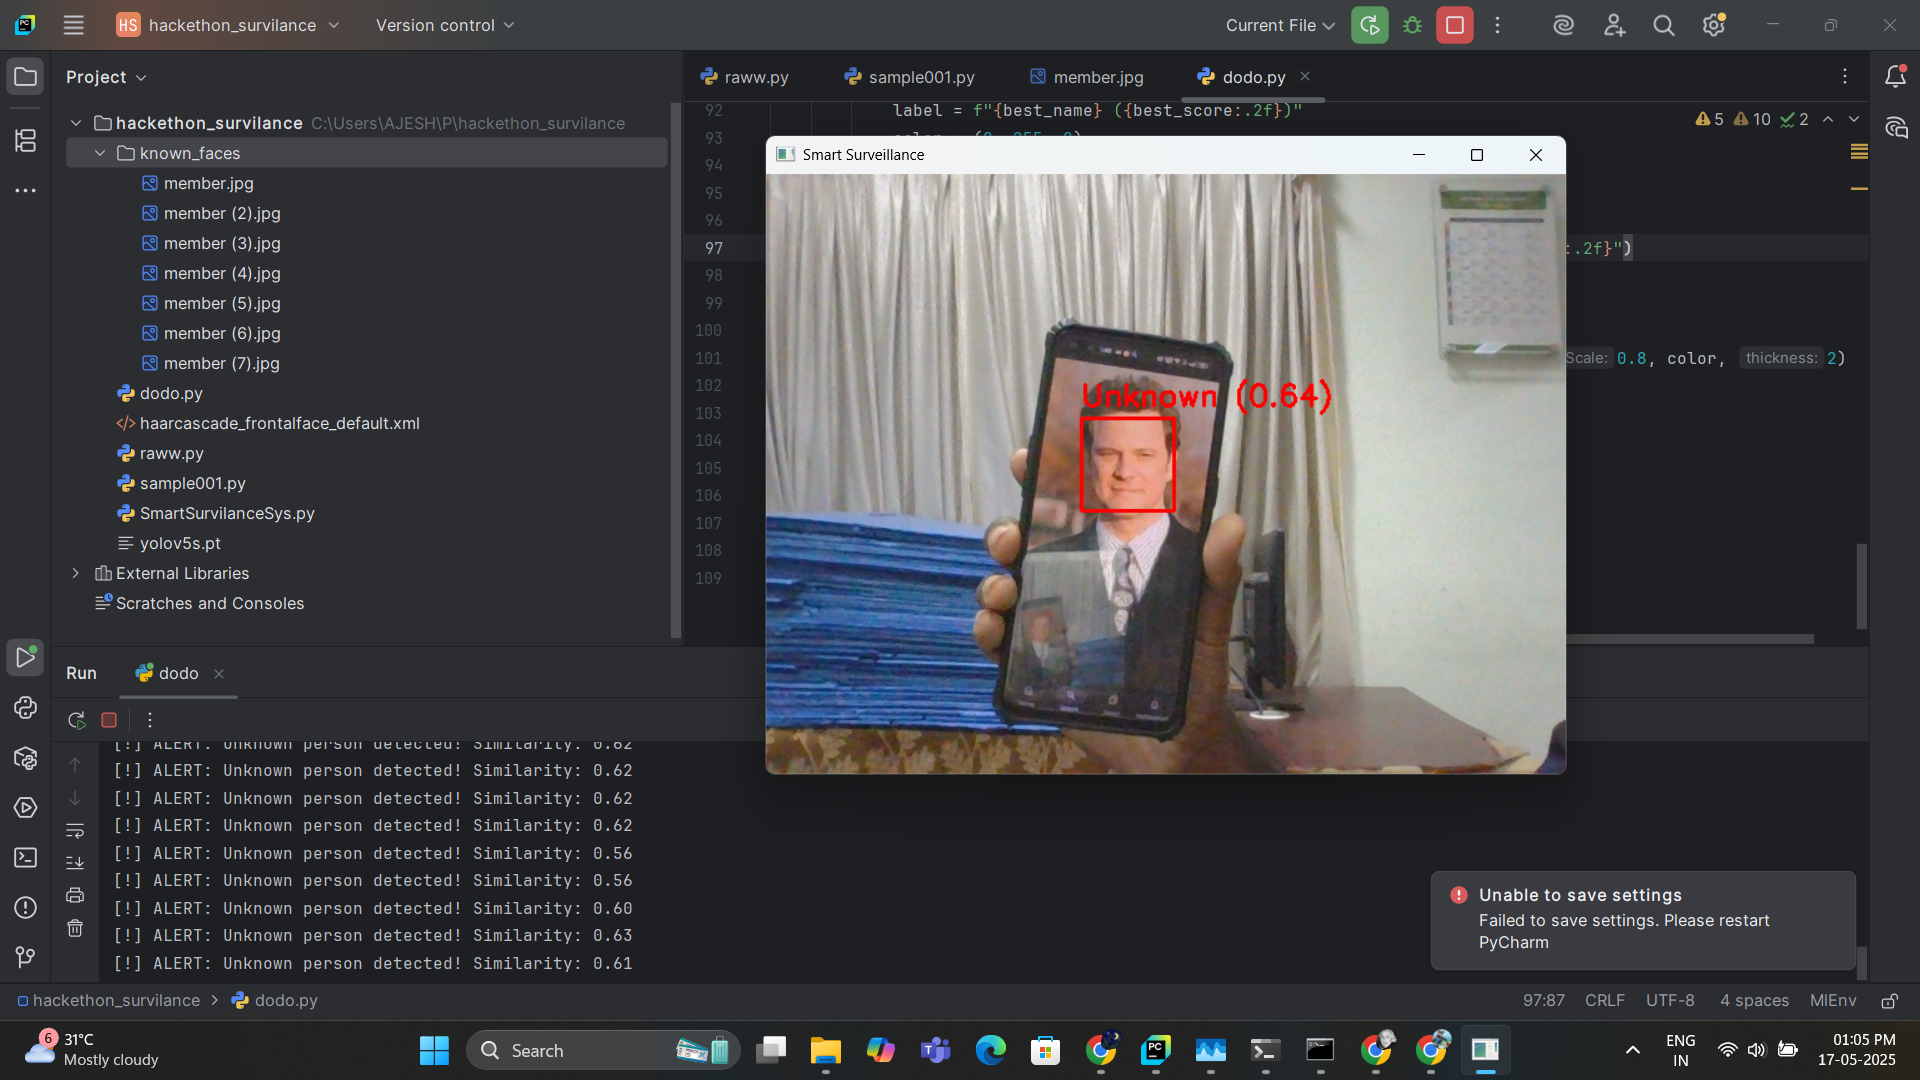 HS hackethon_survilance
Version control
Current File
Project
raww.py
sample001.py
member.jpg
dodo.py
hackethon_survilance C:\Users\AJESH\P\hackethon_survilance
known_faces
member.jpg
member (2).jpg
member (3).jpg
member (4).jpg
member (5).jpg
member (6).jpg
member (7).jpg
dodo.py
haarcascade_frontalface_default.xml
raww.py
sample001.py
SmartSurvilanceSys.py
yolov5s.pt
External Libraries
Scratches and Consoles
92 label = f"{best_name} ({best_score:.2f})"
5 10 2
93
94
95
96
97 :.2f}")
98
99
100
101 Scale: 0.8, color, thickness: 2)
102
103
104
105
106
107
108
109
Smart Surveillance
Unknown (0.64)
Run
dodo
[!] ALERT: Unknown person detected! Similarity: 0.62
[!] ALERT: Unknown person detected! Similarity: 0.62
[!] ALERT: Unknown person detected! Similarity: 0.62
[!] ALERT: Unknown person detected! Similarity: 0.62
[!] ALERT: Unknown person detected! Similarity: 0.56
[!] ALERT: Unknown person detected! Similarity: 0.56
[!] ALERT: Unknown person detected! Similarity: 0.60
[!] ALERT: Unknown person detected! Similarity: 0.63
[!] ALERT: Unknown person detected! Similarity: 0.61
Unable to save settings
Failed to save settings. Please restart
PyCharm
hackethon_survilance > dodo.py
97:87 CRLF UTF-8 4 spaces MIEnv
6
31°C
Mostly cloudy
Search
ENG
IN
01:05 PM
17-05-2025